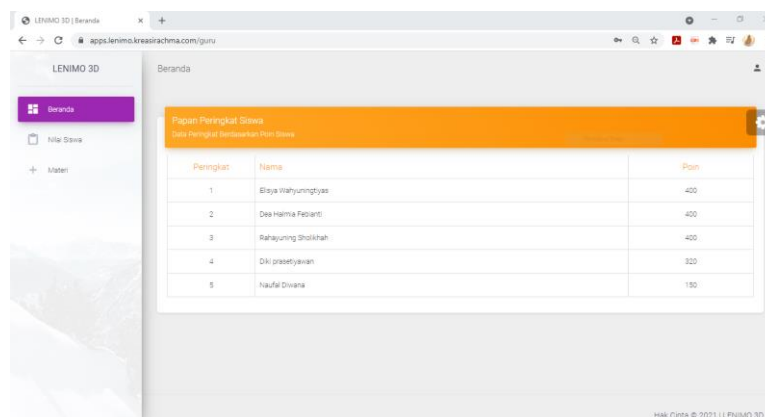 LENIMO 3D | Beranda
apps.lenimo.kreasirachma.com/guru
LENIMO 3D
Beranda
Beranda
Nilai Siswa
Materi
Papan Peringkat Siswa
Data Peringkat Berdasarkan Poin Siswa
Peringkat Nama Poin
1 Elisya Wahyuningtiyas 400
2 Dea Halmia Febianti 400
3 Rahayuning Sholikhah 400
4 Diki prasetiyawan 320
5 Naufal Diwana 150
Hak Cipta © 2021 | LENIMO 3D